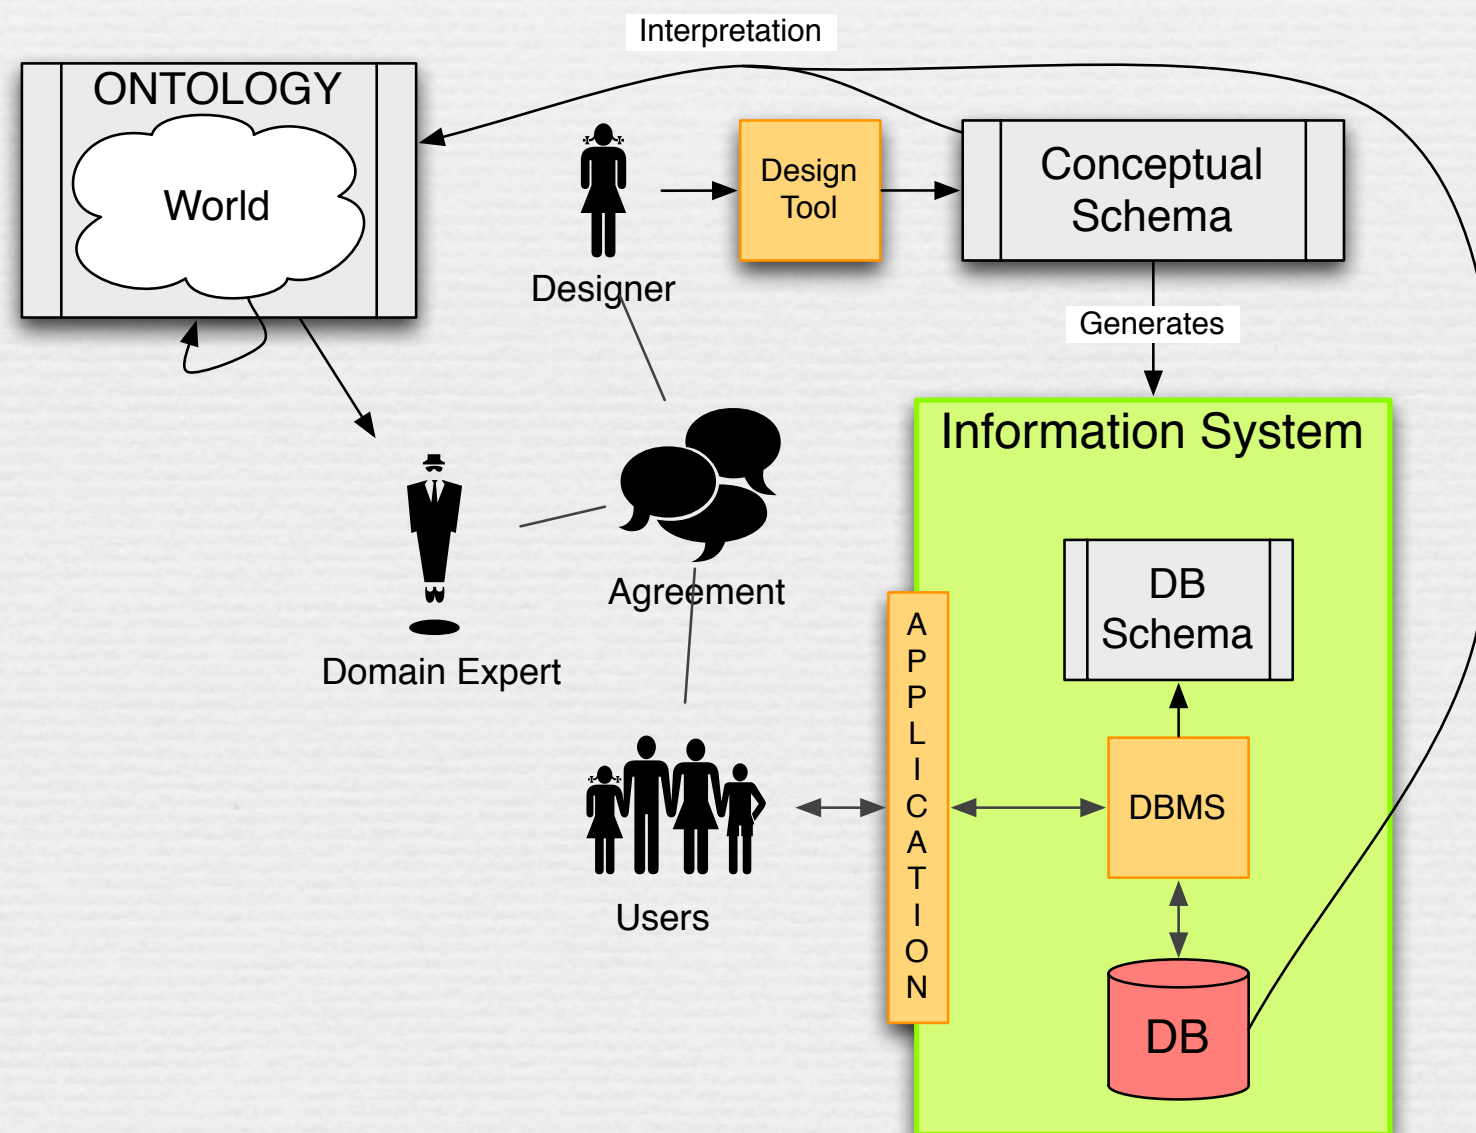 Interpretation
ONTOLOGY
World
Designer
Design
Tool
Conceptual
Schema
Generates
Information System
Agreement
Domain Expert
Users
A
P
P
L
I
C
A
T
I
O
N
DB
Schema
DBMS
DB